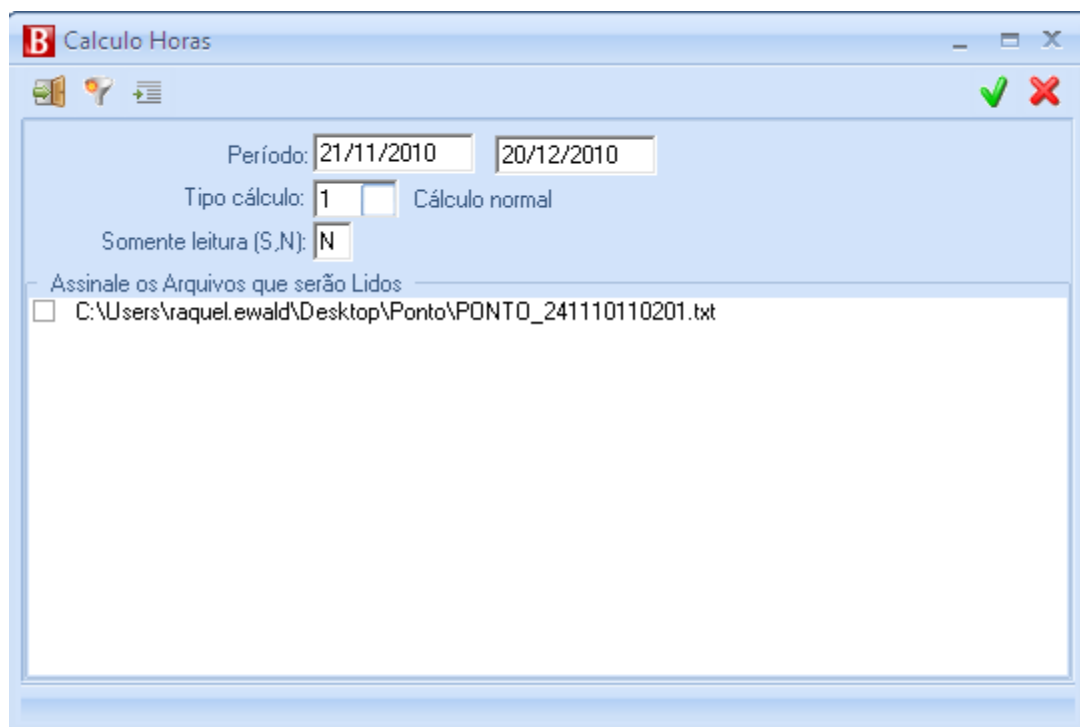 B Calculo Horas
Período: 21/11/2010 20/12/2010
Tipo cálculo: 1 Cálculo normal
Somente leitura (S,N): N
Assinale os Arquivos que serão Lidos
C:\Users\raquel.ewald\Desktop\Ponto\PONTO_241110110201.txt